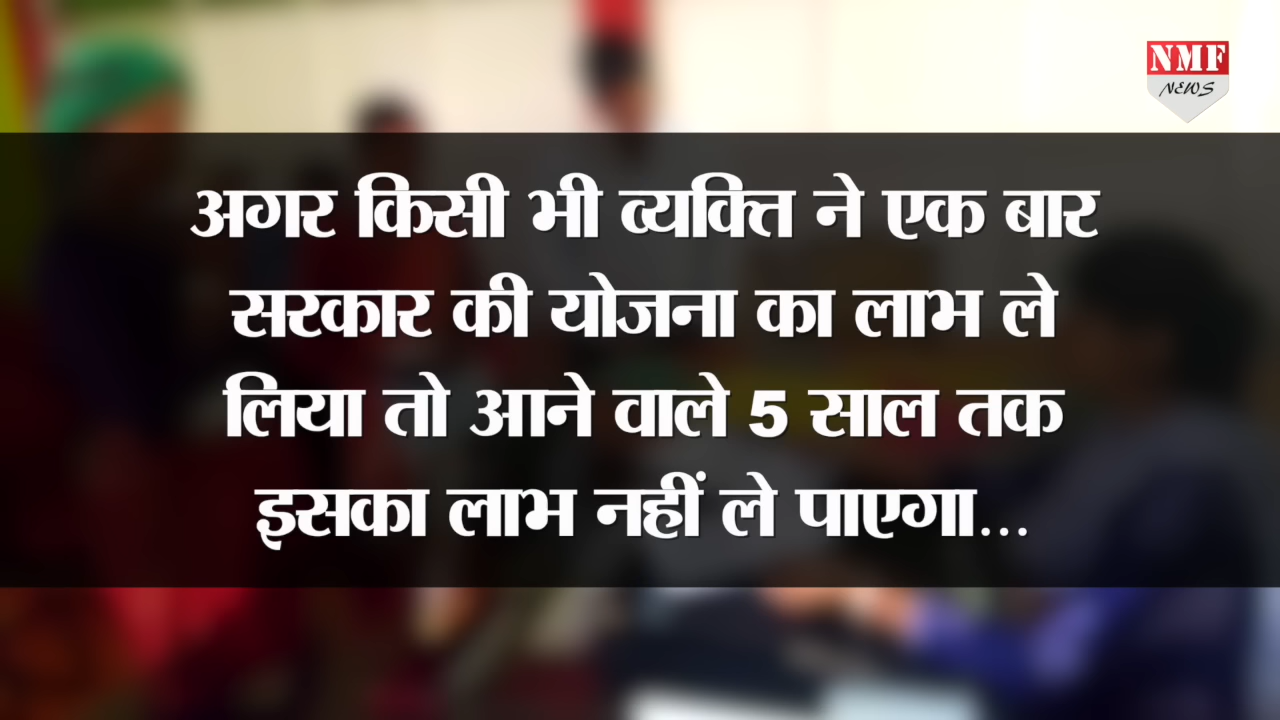 NMF
NEWS
अगर किसी भी व्यक्ति ने एक बार
सरकार की योजना का लाभ ले
लिया तो आने वाले 5 साल तक
इसका लाभ नहीं ले पाएगा...